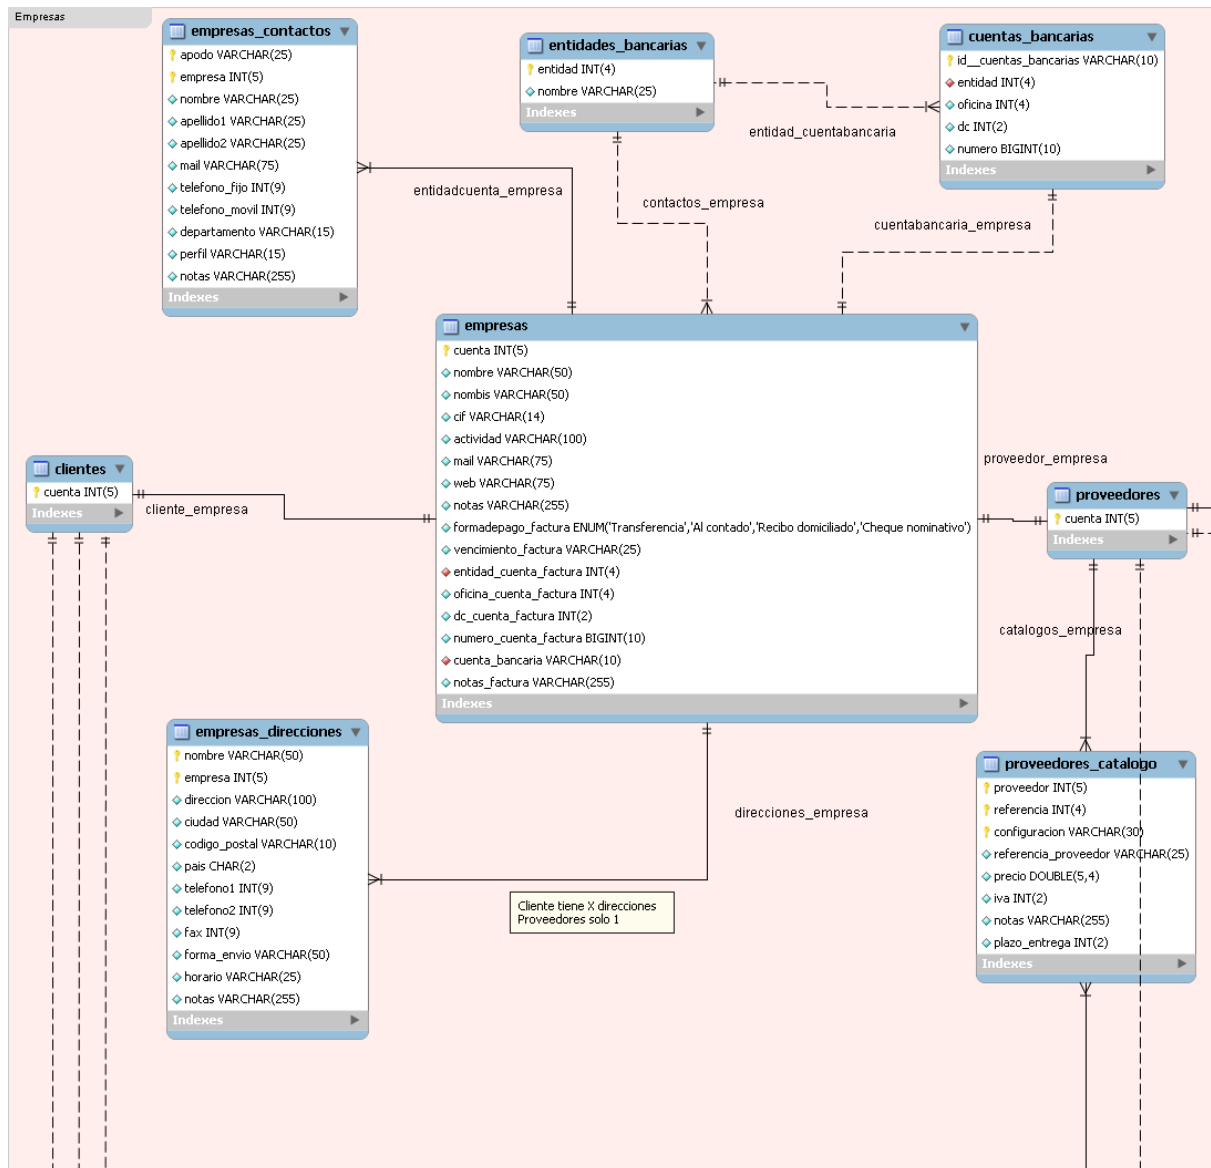 Empresas
empresas_contactos
apodo VARCHAR(25)
empresa INT(5)
nombre VARCHAR(25)
apellido1 VARCHAR(25)
apellido2 VARCHAR(25)
mail VARCHAR(75)
telefono_fijo INT(9)
telefono_movil INT(9)
departamento VARCHAR(15)
perfil VARCHAR(15)
notas VARCHAR(255)
Indexes
entidades_bancarias
entidad INT(4)
nombre VARCHAR(25)
Indexes
cuentas_bancarias
id__cuentas_bancarias VARCHAR(10)
entidad INT(4)
oficina INT(4)
dc INT(2)
numero BIGINT(10)
Indexes
entidad_cuentabancaria
entidadcuenta_empresa
contactos_empresa
cuentabancaria_empresa
empresas
cuenta INT(5)
nombre VARCHAR(50)
nombis VARCHAR(50)
cif VARCHAR(14)
actividad VARCHAR(100)
mail VARCHAR(75)
web VARCHAR(75)
notas VARCHAR(255)
formadepago_factura ENUM('Transferencia','Al contado','Recibo domiciliado','Cheque nominativo')
vencimiento_factura VARCHAR(25)
entidad_cuenta_factura INT(4)
oficina_cuenta_factura INT(4)
dc_cuenta_factura INT(2)
numero_cuenta_factura BIGINT(10)
cuenta_bancaria VARCHAR(10)
notas_factura VARCHAR(255)
Indexes
clientes
cuenta INT(5)
Indexes
cliente_empresa
proveedor_empresa
proveedores
cuenta INT(5)
Indexes
catalogos_empresa
empresas_direcciones
nombre VARCHAR(50)
empresa INT(5)
direccion VARCHAR(100)
ciudad VARCHAR(50)
codigo_postal VARCHAR(10)
pais CHAR(2)
telefono1 INT(9)
telefono2 INT(9)
fax INT(9)
forma_envio VARCHAR(50)
horario VARCHAR(25)
notas VARCHAR(255)
Indexes
direcciones_empresa
Cliente tiene X direcciones
Proveedores solo 1
proveedores_catalogo
proveedor INT(5)
referencia INT(4)
configuracion VARCHAR(30)
referencia_proveedor VARCHAR(25)
precio DOUBLE(5,4)
iva INT(2)
notas VARCHAR(255)
plazo_entrega INT(2)
Indexes